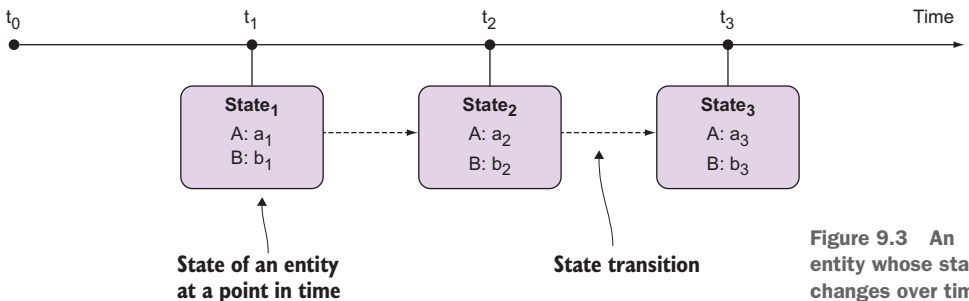 t0 t1 t2 t3 Time
State1 State2 State3
A: a1 A: a2 A: a3
B: b1 B: b2 B: b3
State of an entity
at a point in time
State transition
Figure 9.3 An
entity whose sta
changes over tim